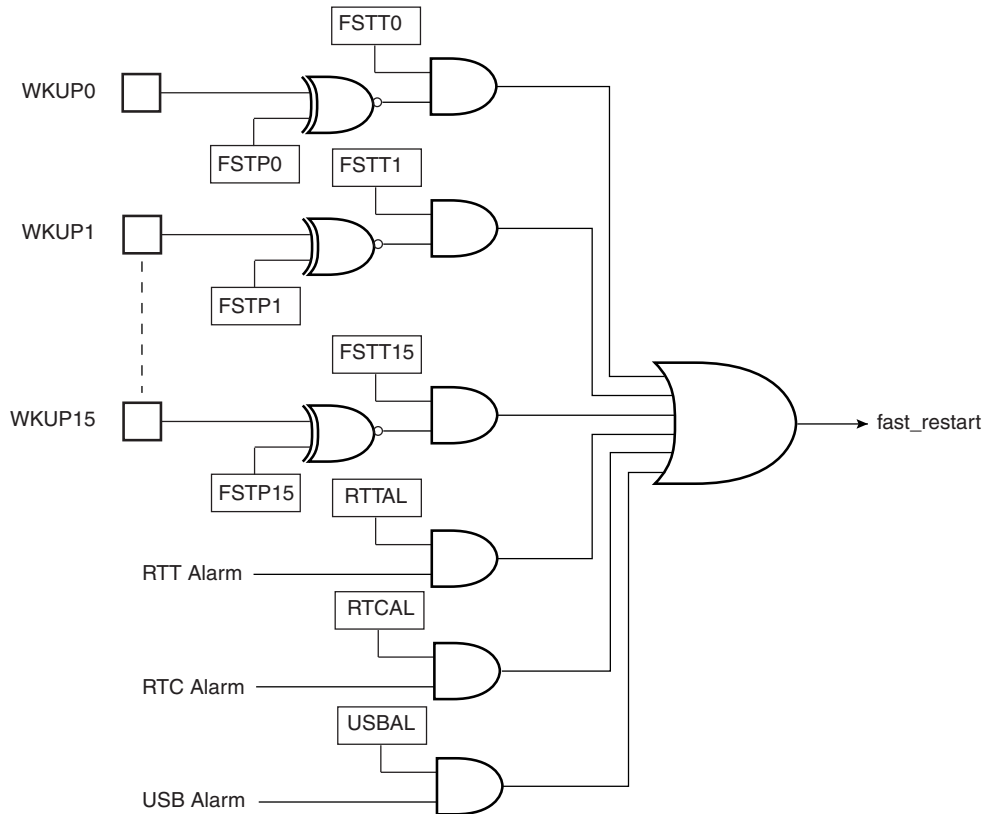 FSTT0
WKUP0
FSTP0
FSTT1
WKUP1
FSTP1
FSTT15
WKUP15
fast_restart
FSTP15
RTTAL
RTT Alarm
RTCAL
RTC Alarm
USBAL
USB Alarm